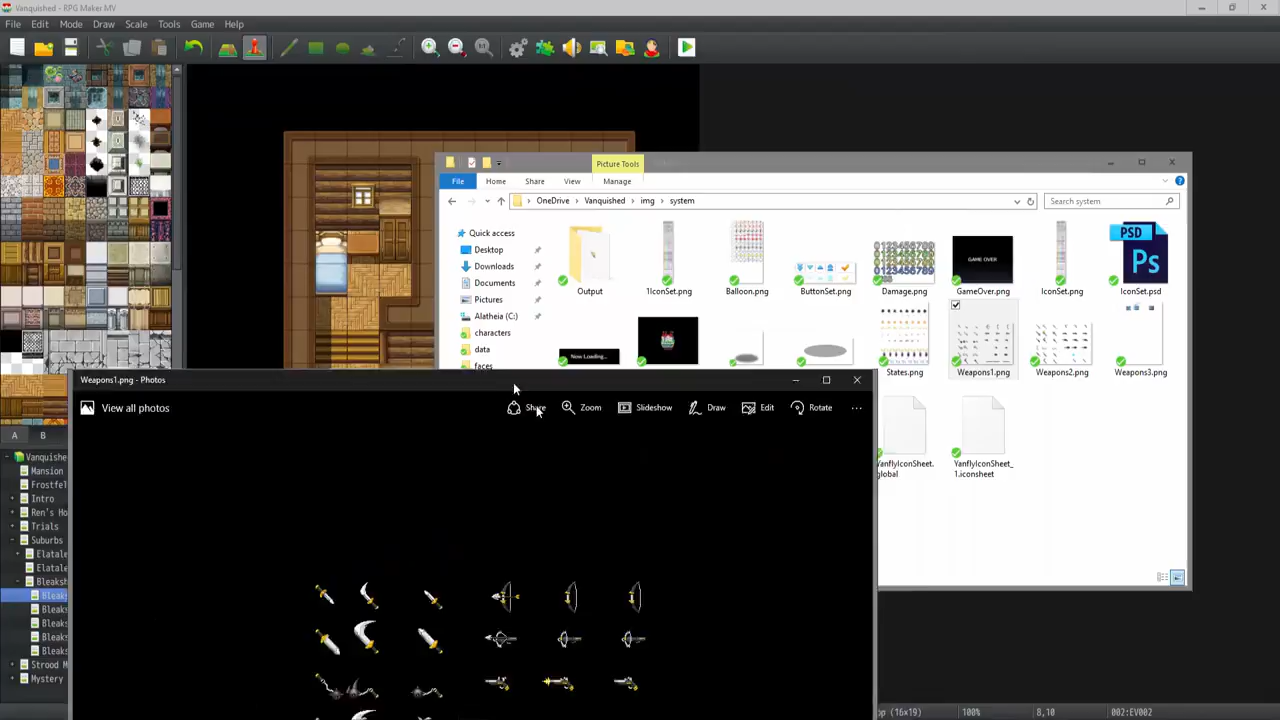 Vanquished - RPG Maker MV
File Edit Mode Draw Scale Tools Game Help
Picture Tools
File Home Share View Manage
OneDrive Vanquished img system
Search system
Quick access
Desktop
Downloads
Documents
Pictures
Alatheia (C:)
characters
data
faces
Output
1IconSet.png
Balloon.png
ButtonSet.png
Damage.png
GAME OVER
GameOver.png
IconSet.png
PSD
Ps
IconSet.psd
Now Loading...
States.png
Weapons1.png
Weapons2.png
Weapons3.png
YanflyIconSheet.
global
YanflyIconSheet_
1.iconsheet
Weapons1.png - Photos
View all photos
Share
Zoom
Slideshow
Draw
Edit
Rotate
A
B
Vanquished
Mansion
Frostfel
Intro
Ren's Ho
Trials
Suburbs
Elatale
Elatale
Bleaksh
Bleaks
Bleaks
Bleaks
Bleaks
Bleaks
Strood M
Mystery
op (16x19)
100%
8,10
002:EV002